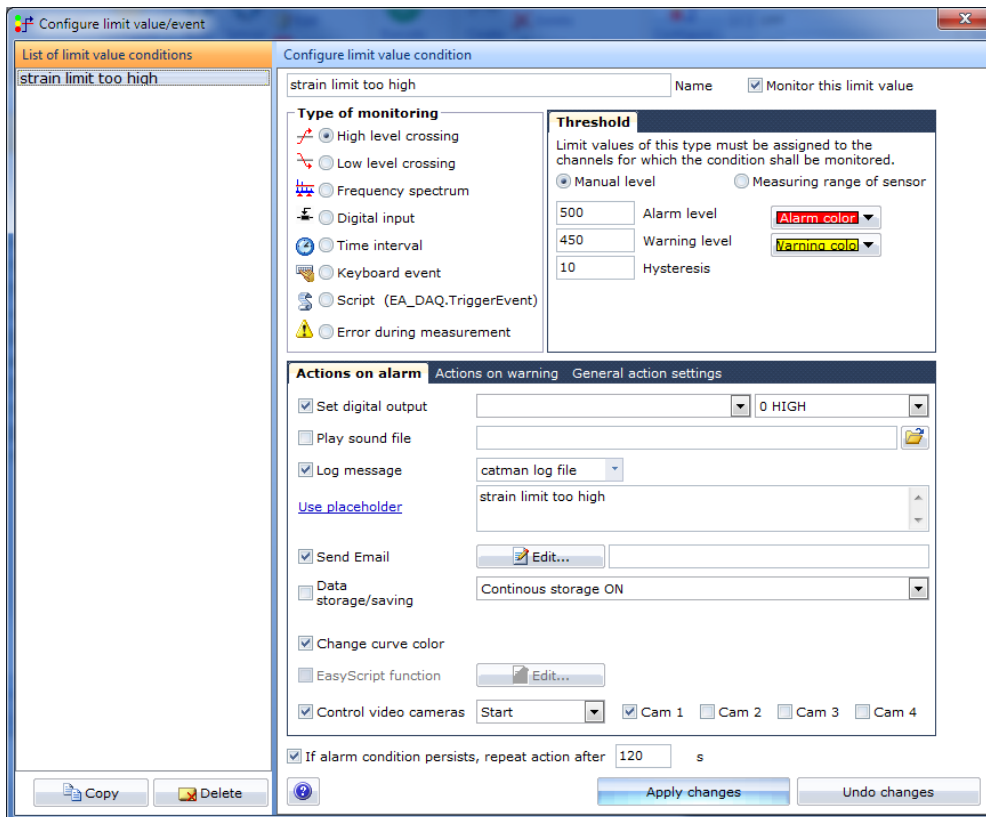 Configure limit value/event
x
List of limit value conditions
strain limit too high
Copy
Delete
Configure limit value condition
strain limit too high Name Monitor this limit value
Type of monitoring
High level crossing
Low level crossing
Frequency spectrum
Digital input
Time interval
Keyboard event
Script (EA_DAQ.TriggerEvent)
Error during measurement
Threshold
Limit values of this type must be assigned to the
channels for which the condition shall be monitored.
Manual level Measuring range of sensor
500 Alarm level Alarm color
450 Warning level Warning colo
10 Hysteresis
Actions on alarm Actions on warning General action settings
Set digital output 0 HIGH
Play sound file
Log message catman log file
Use placeholder strain limit too high
Send Email Edit...
Data
storage/saving Continous storage ON
Change curve color
EasyScript function Edit...
Control video cameras Start Cam 1 Cam 2 Cam 3 Cam 4
If alarm condition persists, repeat action after 120 s
? Apply changes Undo changes